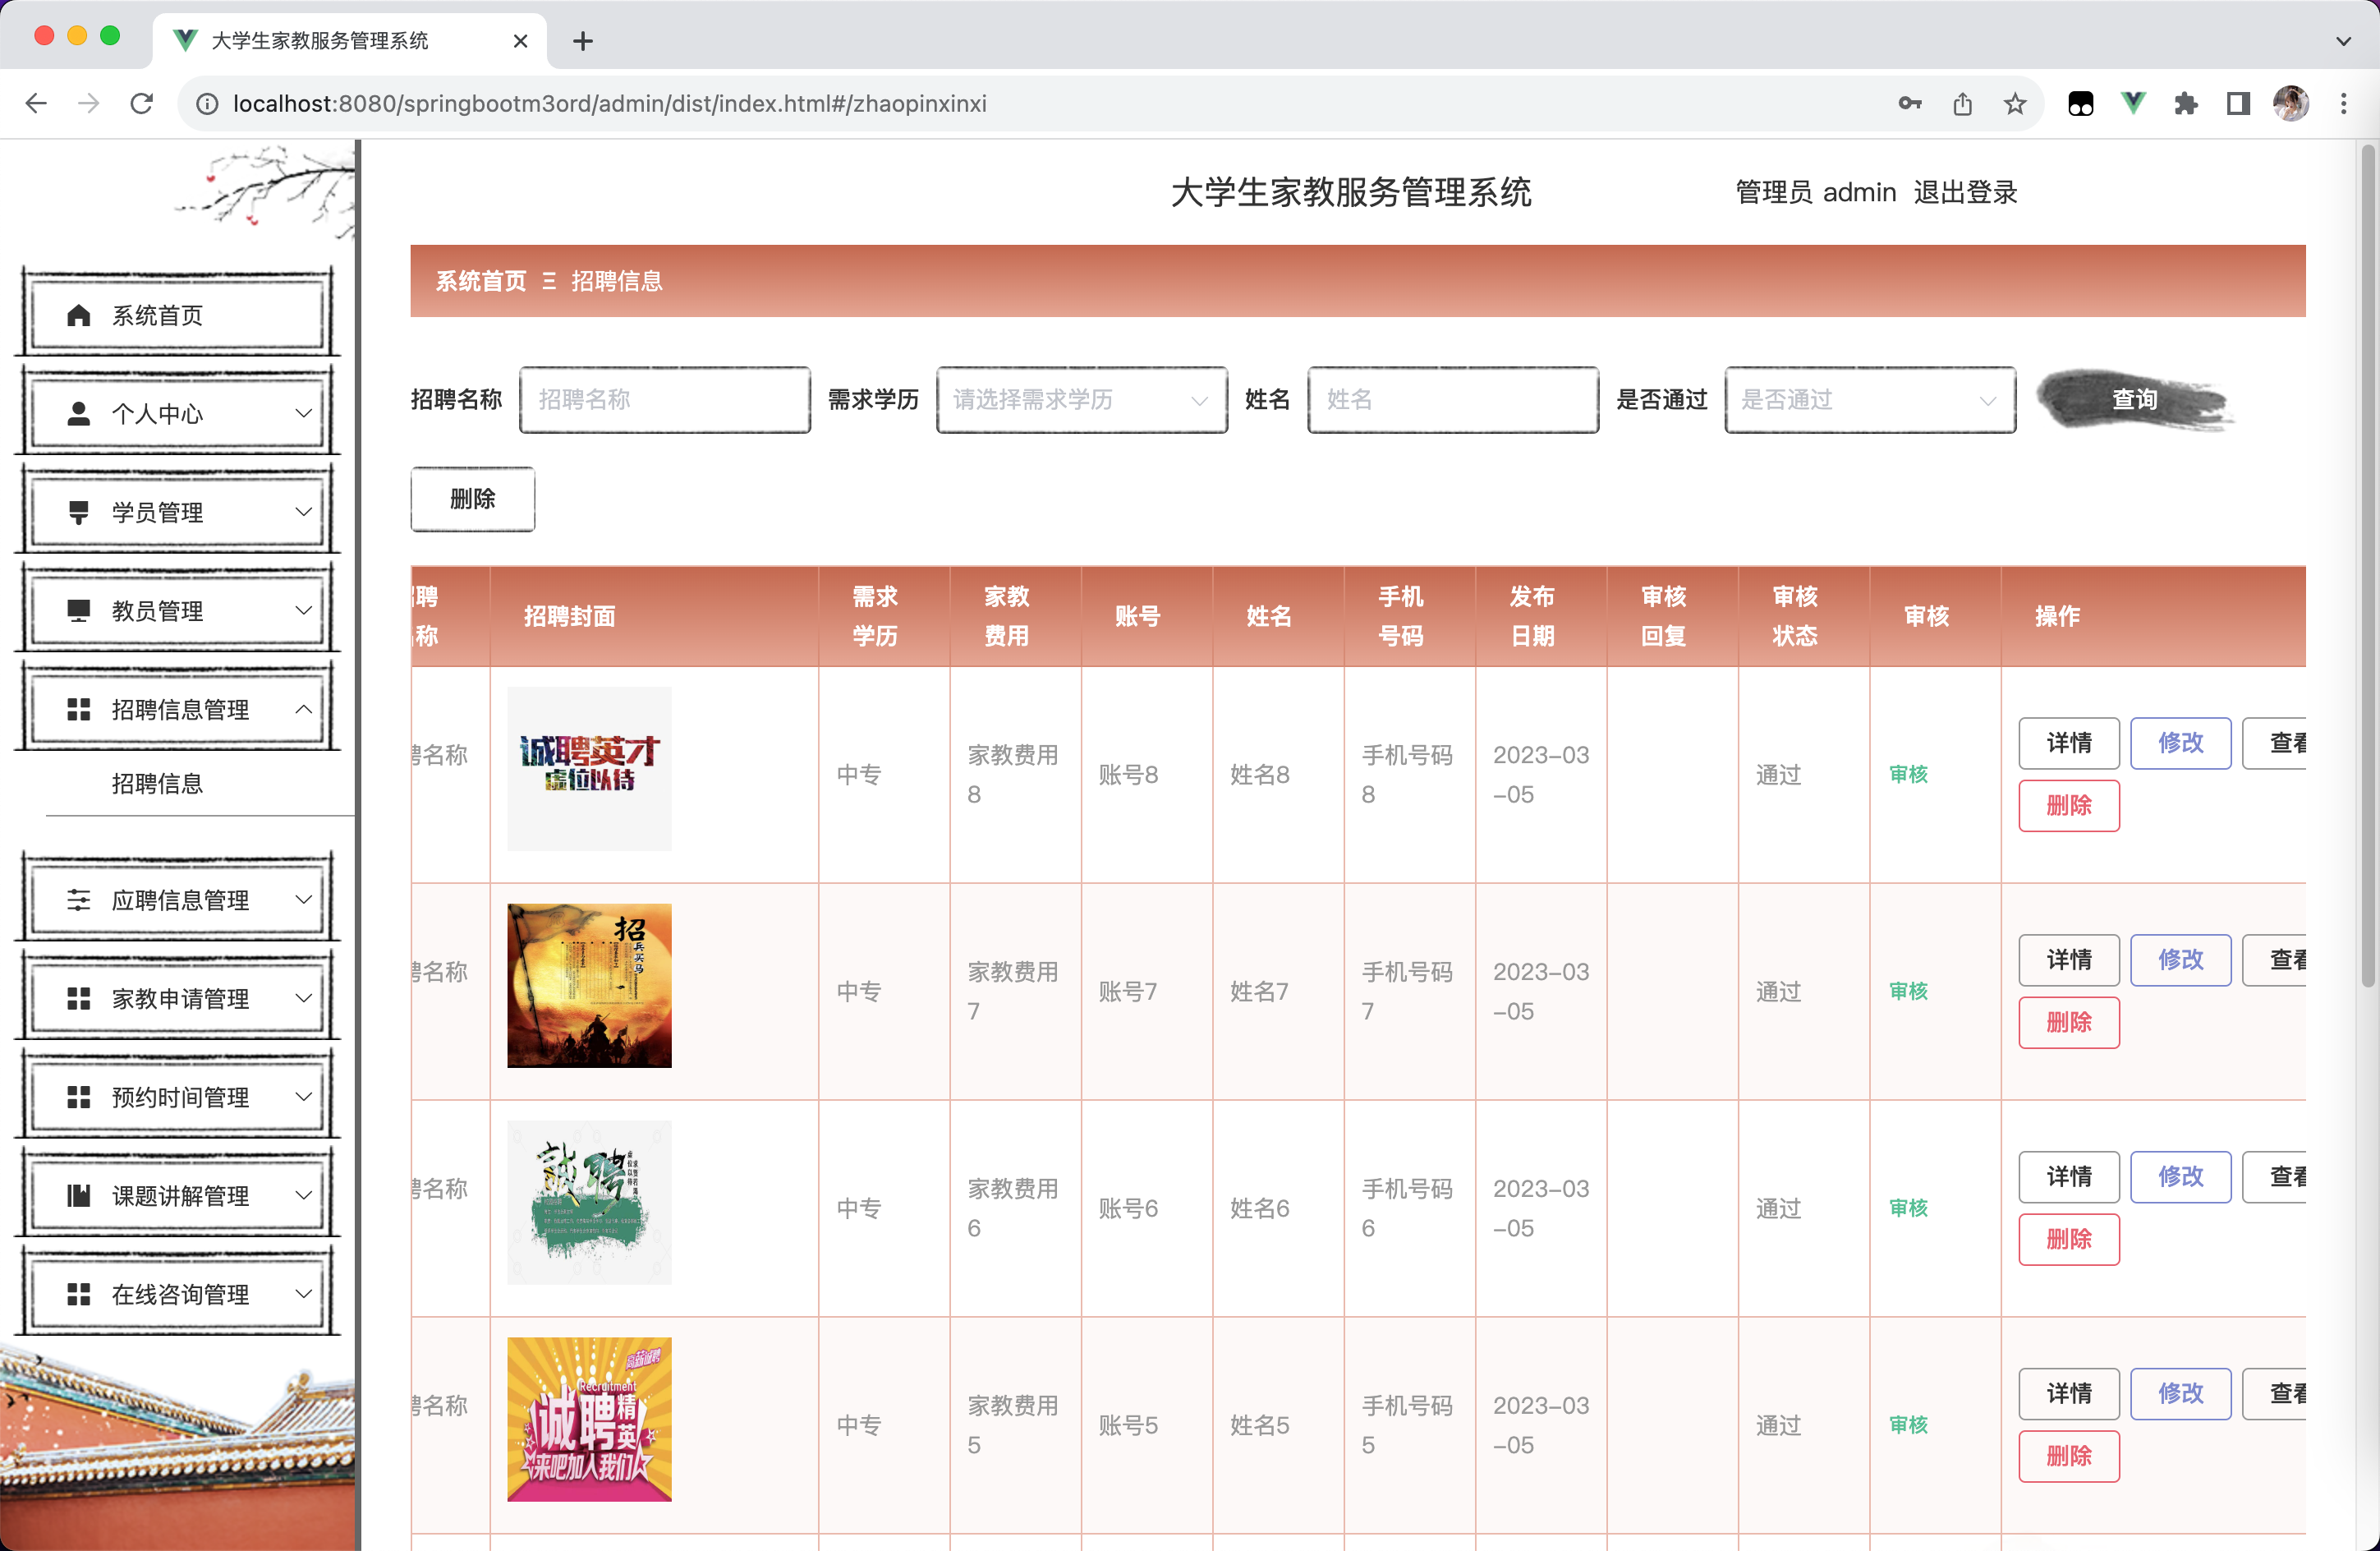 大学生家教服务管理系统
localhost:8080/springbootm3ord/admin/dist/index.html#/zhaopinxinxi
大学生家教服务管理系统 管理员 admin 退出登录
系统首页
个人中心
学员管理
教员管理
招聘信息管理
招聘信息
应聘信息管理
家教申请管理
预约时间管理
课题讲解管理
在线咨询管理
系统首页 Ξ 招聘信息
招聘名称 招聘名称 需求学历 请选择需求学历 姓名 姓名 是否通过 是否通过 查询
删除
招聘名称 招聘封面 需求学历 家教费用 账号 姓名 手机号码 发布日期 审核回复 审核状态 审核 操作
聘名称 诚聘英才 虚位以待 中专 家教费用8 账号8 姓名8 手机号码8 2023-03-05 通过 审核 详情 修改 查看 删除
聘名称 招兵买马 中专 家教费用7 账号7 姓名7 手机号码7 2023-03-05 通过 审核 详情 修改 查看 删除
聘名称 诚聘 中专 家教费用6 账号6 姓名6 手机号码6 2023-03-05 通过 审核 详情 修改 查看 删除
聘名称 高薪诚聘 Recruitment 诚聘精英 来吧加入我们 中专 家教费用5 账号5 姓名5 手机号码5 2023-03-05 通过 审核 详情 修改 查看 删除